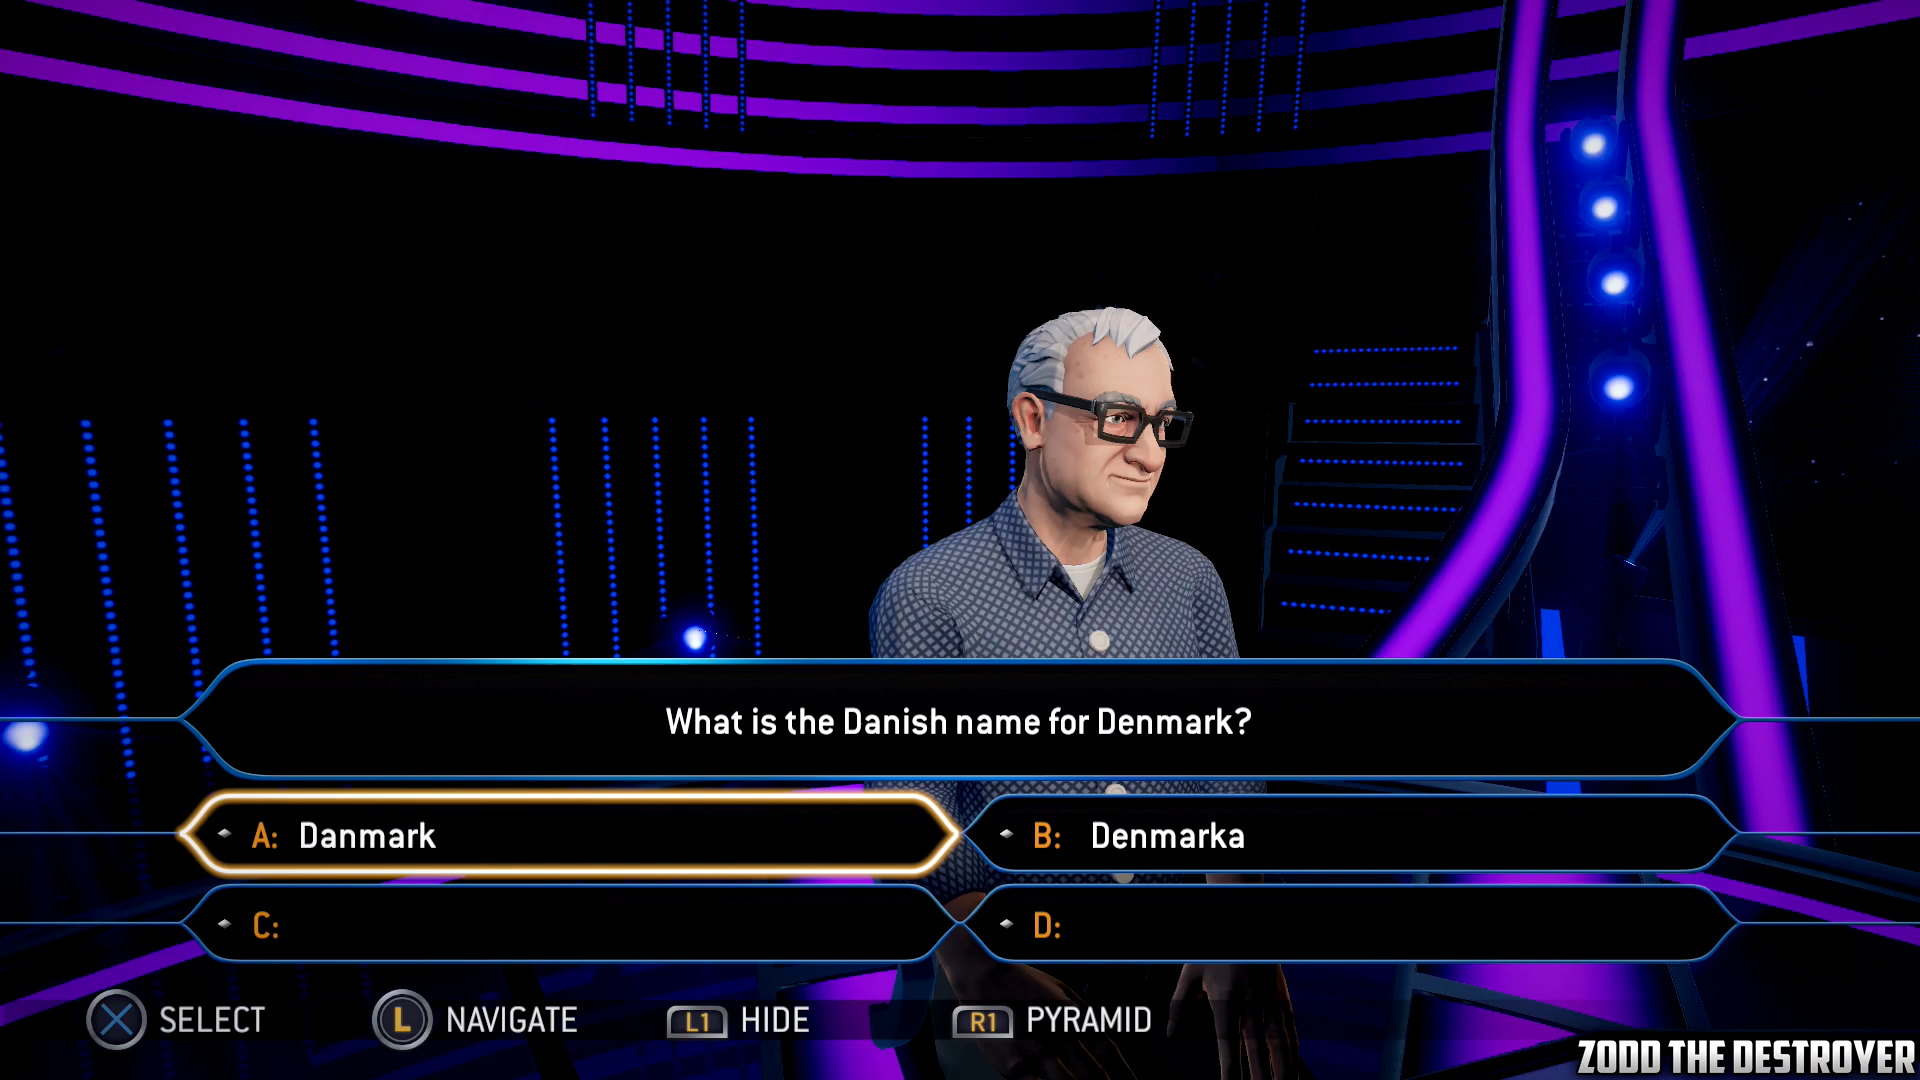 What is the Danish name for Denmark?
A: Danmark
B: Denmarka
C:
D:
SELECT
L NAVIGATE
L1 HIDE
R1 PYRAMID
ZODD THE DESTROYER